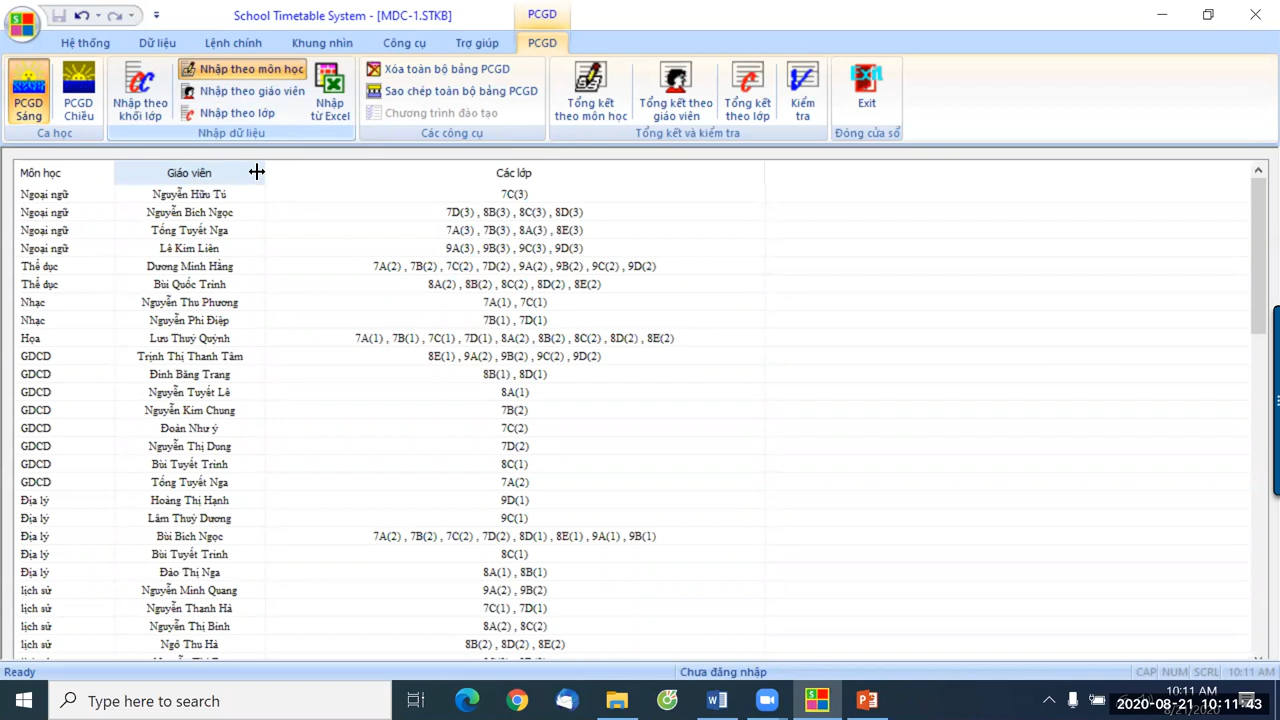 School Timetable System - [MDC-1.STKB]
PCGD
Hệ thống Dữ liệu Lệnh chính Khung nhìn Công cụ Trợ giúp PCGD
PCGD Sáng
PCGD Chiều
Ca học
Nhập theo khối lớp
Nhập theo môn học
Nhập theo giáo viên
Nhập theo lớp
Nhập từ Excel
Nhập dữ liệu
Xóa toàn bộ bảng PCGD
Sao chép toàn bộ bảng PCGD
Chương trình đào tạo
Các công cụ
Tổng kết theo môn học
Tổng kết theo giáo viên
Tổng kết theo lớp
Kiểm tra
Tổng kết và kiểm tra
Exit
Exit
Đóng cửa sổ
Môn học Giáo viên Các lớp
Ngoại ngữ Nguyễn Hữu Tú 7C(3)
Ngoại ngữ Nguyễn Bích Ngọc 7D(3) , 8B(3) , 8C(3) , 8D(3)
Ngoại ngữ Tống Tuyết Nga 7A(3) , 7B(3) , 8A(3) , 8E(3)
Ngoại ngữ Lê Kim Liên 9A(3) , 9B(3) , 9C(3) , 9D(3)
Thể dục Dương Minh Hằng 7A(2) , 7B(2) , 7C(2) , 7D(2) , 9A(2) , 9B(2) , 9C(2) , 9D(2)
Thể dục Bùi Quốc Trinh 8A(2) , 8B(2) , 8C(2) , 8D(2) , 8E(2)
Nhạc Nguyễn Thu Phương 7A(1) , 7C(1)
Nhạc Nguyễn Phi Điệp 7B(1) , 7D(1)
Họa Lưu Thuý Quỳnh 7A(1) , 7B(1) , 7C(1) , 7D(1) , 8A(2) , 8B(2) , 8C(2) , 8D(2) , 8E(2)
GDCD Trịnh Thị Thanh Tâm 8E(1) , 9A(2) , 9B(2) , 9C(2) , 9D(2)
GDCD Đinh Băng Trang 8B(1) , 8D(1)
GDCD Nguyễn Tuyết Lê 8A(1)
GDCD Nguyễn Kim Chung 7B(2)
GDCD Đoàn Như ý 7C(2)
GDCD Nguyễn Thị Dung 7D(2)
GDCD Bùi Tuyết Trinh 8C(1)
GDCD Tống Tuyết Nga 7A(2)
Địa lý Hoàng Thị Hạnh 9D(1)
Địa lý Lâm Thuỳ Dương 9C(1)
Địa lý Bùi Bích Ngọc 7A(2) , 7B(2) , 7C(2) , 7D(2) , 8D(1) , 8E(1) , 9A(1) , 9B(1)
Địa lý Bùi Tuyết Trinh 8C(1)
Địa lý Đào Thị Nga 8A(1) , 8B(1)
lịch sử Nguyễn Minh Quang 9A(2) , 9B(2)
lịch sử Nguyễn Thanh Hà 7C(1) , 7D(1)
lịch sử Nguyễn Thị Bình 8A(2) , 8C(2)
lịch sử Ngô Thu Hà 8B(2) , 8D(2) , 8E(2)
Ready Chưa đăng nhập CAP NUM SCRL 10:11 AM
Type here to search
10:11 AM
2020-08-21 10:11:43